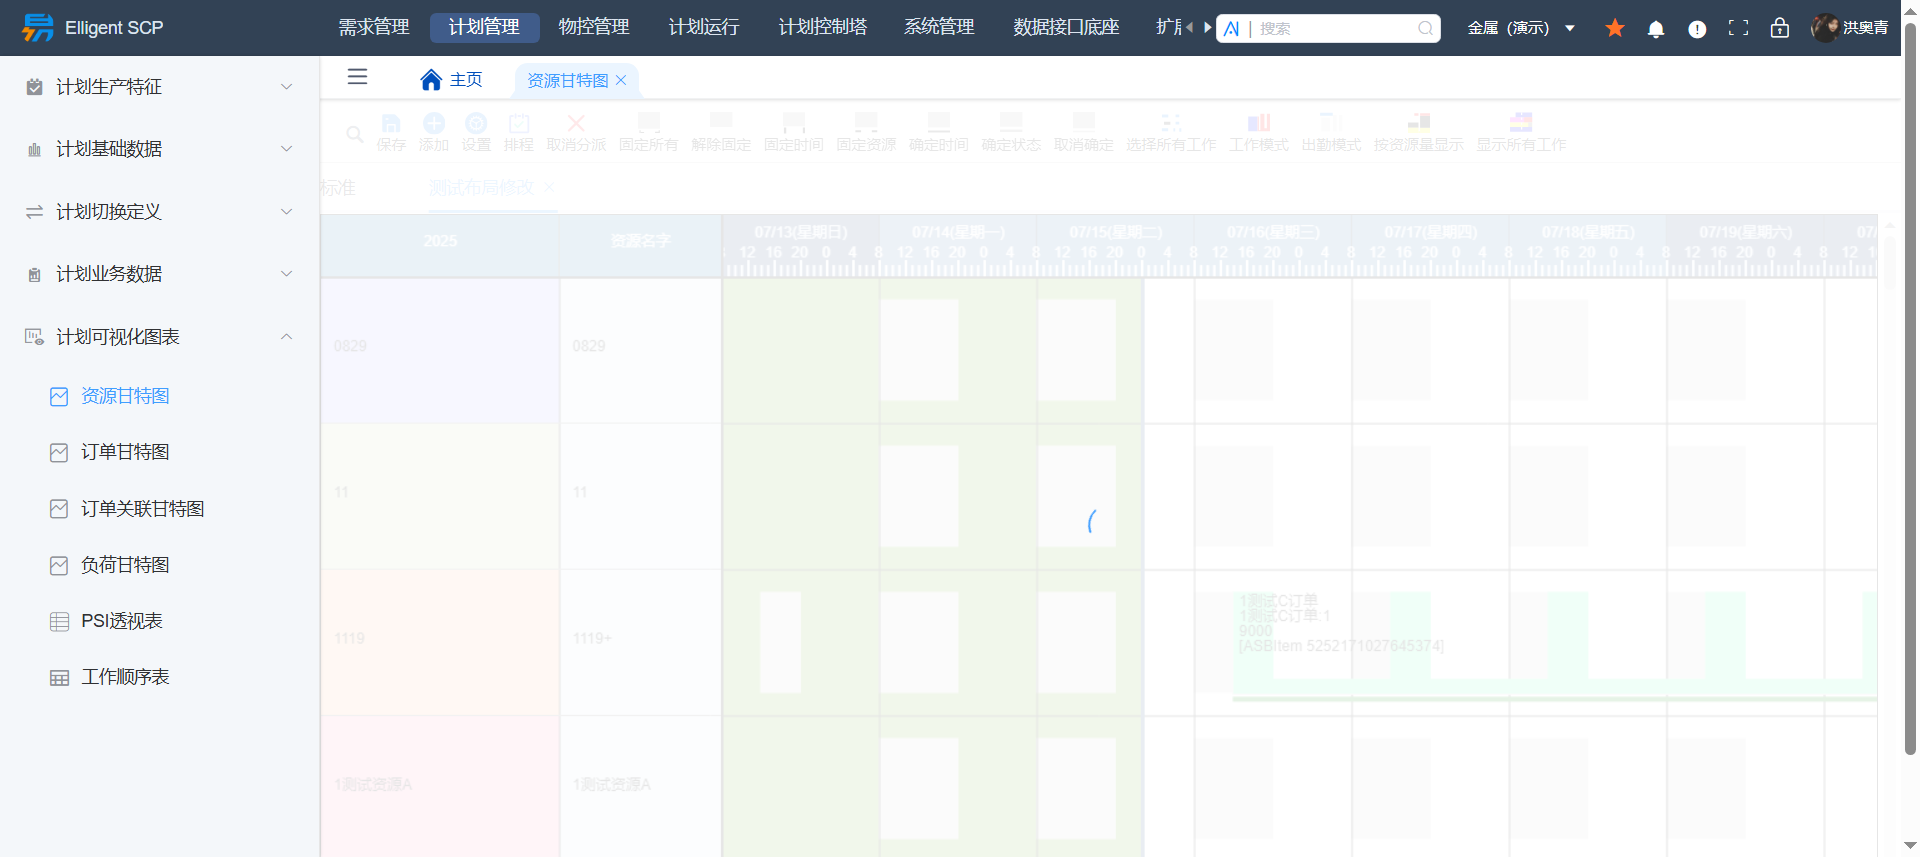 Elligent SCP
需求管理 计划管理 物控管理 计划运行 计划控制塔 系统管理 数据接口底座 扩
搜索
金属（演示）
洪奥青
计划生产特征
计划基础数据
计划切换定义
计划业务数据
计划可视化图表
资源甘特图
订单甘特图
订单关联甘特图
负荷甘特图
PSI透视表
工作顺序表
主页 资源甘特图
保存 添加 设置 排程 取消分派 固定所有 解除固定 固定时间 固定资源 确定时间 确定状态 取消确定 选择所有工作 工作模式 出勤模式 按资源量显示 显示所有工作
标准 测试布局修改
2025 资源名字 07/13(星期日) 07/14(星期一) 07/15(星期二) 07/16(星期三) 07/17(星期四) 07/18(星期五) 07/19(星期六) 07/
12 16 20 0 4 8 12 16 20 0 4 8 12 16 20 0 4 8 12 16 20 0 4 8 12 16 20 0 4 8 12 16 20 0 4 8 12 16 20 0 4 8 12 1
0829 0829
11 11
1119 1119+
1测试C订单
1测试C订单:1
9000
[ASBItem 5252171027645374]
1测试资源A 1测试资源A